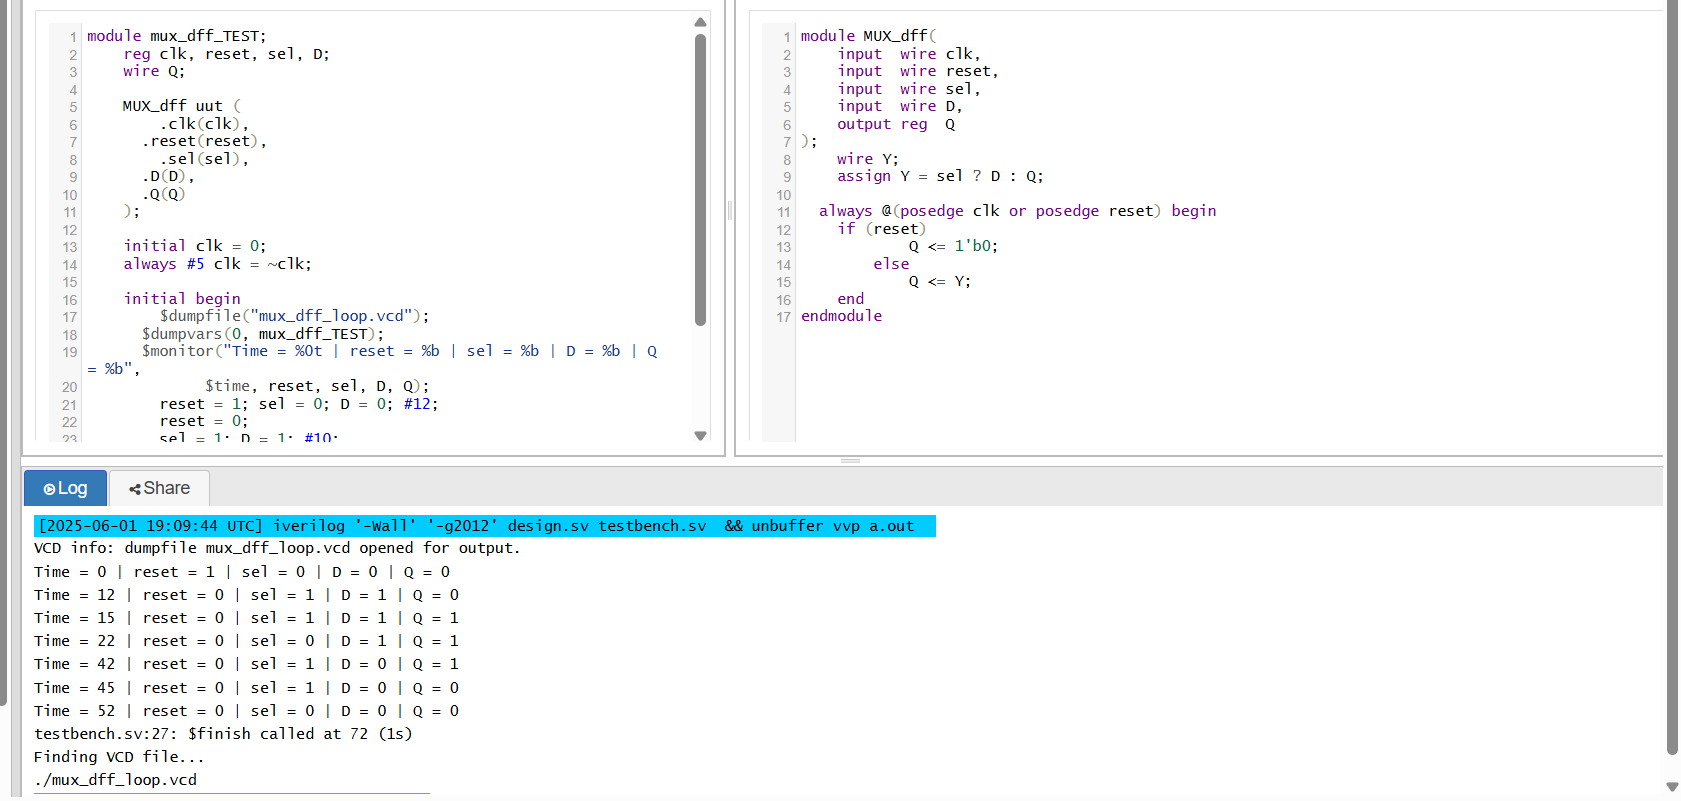 1 module mux_dff_TEST;
2 reg clk, reset, sel, D;
3 wire Q;
4
5 MUX_dff uut (
6 .clk(clk),
7 .reset(reset),
8 .sel(sel),
9 .D(D),
10 .Q(Q)
11 );
12
13 initial clk = 0;
14 always #5 clk = ~clk;
15
16 initial begin
17 $dumpfile("mux_dff_loop.vcd");
18 $dumpvars(0, mux_dff_TEST);
19 $monitor("Time = %0t | reset = %b | sel = %b | D = %b | Q
= %b",
20 $time, reset, sel, D, Q);
21 reset = 1; sel = 0; D = 0; #12;
22 reset = 0;
23 sel = 1; D = 1; #10;
1 module MUX_dff(
2 input wire clk,
3 input wire reset,
4 input wire sel,
5 input wire D,
6 output reg Q
7 );
8 wire Y;
9 assign Y = sel ? D : Q;
10
11 always @(posedge clk or posedge reset) begin
12 if (reset)
13 Q <= 1'b0;
14 else
15 Q <= Y;
16 end
17 endmodule
Log
Share
[2025-06-01 19:09:44 UTC] iverilog '-Wall' '-g2012' design.sv testbench.sv && unbuffer vvp a.out
VCD info: dumpfile mux_dff_loop.vcd opened for output.
Time = 0 | reset = 1 | sel = 0 | D = 0 | Q = 0
Time = 12 | reset = 0 | sel = 1 | D = 1 | Q = 0
Time = 15 | reset = 0 | sel = 1 | D = 1 | Q = 1
Time = 22 | reset = 0 | sel = 0 | D = 1 | Q = 1
Time = 42 | reset = 0 | sel = 1 | D = 0 | Q = 1
Time = 45 | reset = 0 | sel = 1 | D = 0 | Q = 0
Time = 52 | reset = 0 | sel = 0 | D = 0 | Q = 0
testbench.sv:27: $finish called at 72 (1s)
Finding VCD file...
./mux_dff_loop.vcd